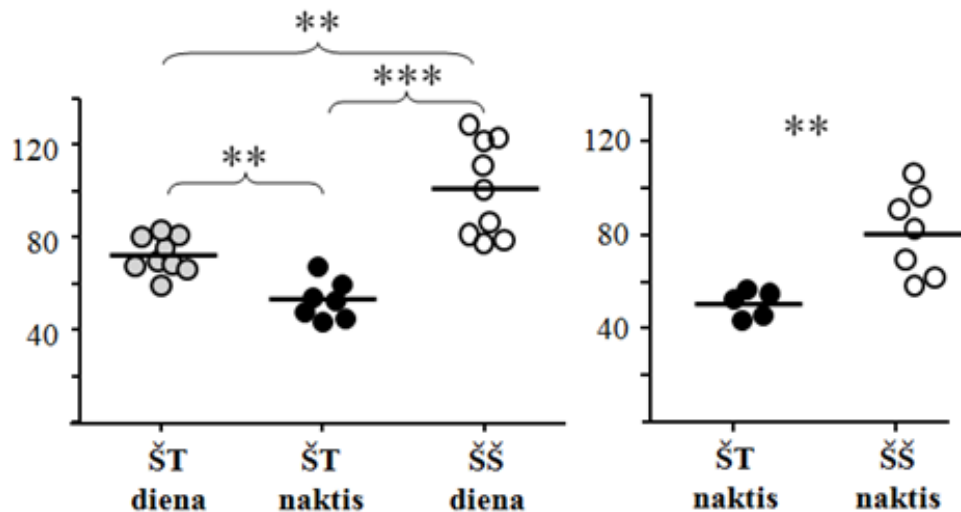 **
***
**
120
80
40
ŠT
diena
ŠT
naktis
ŠŠ
diena
**
120
80
40
ŠT
naktis
ŠŠ
naktis